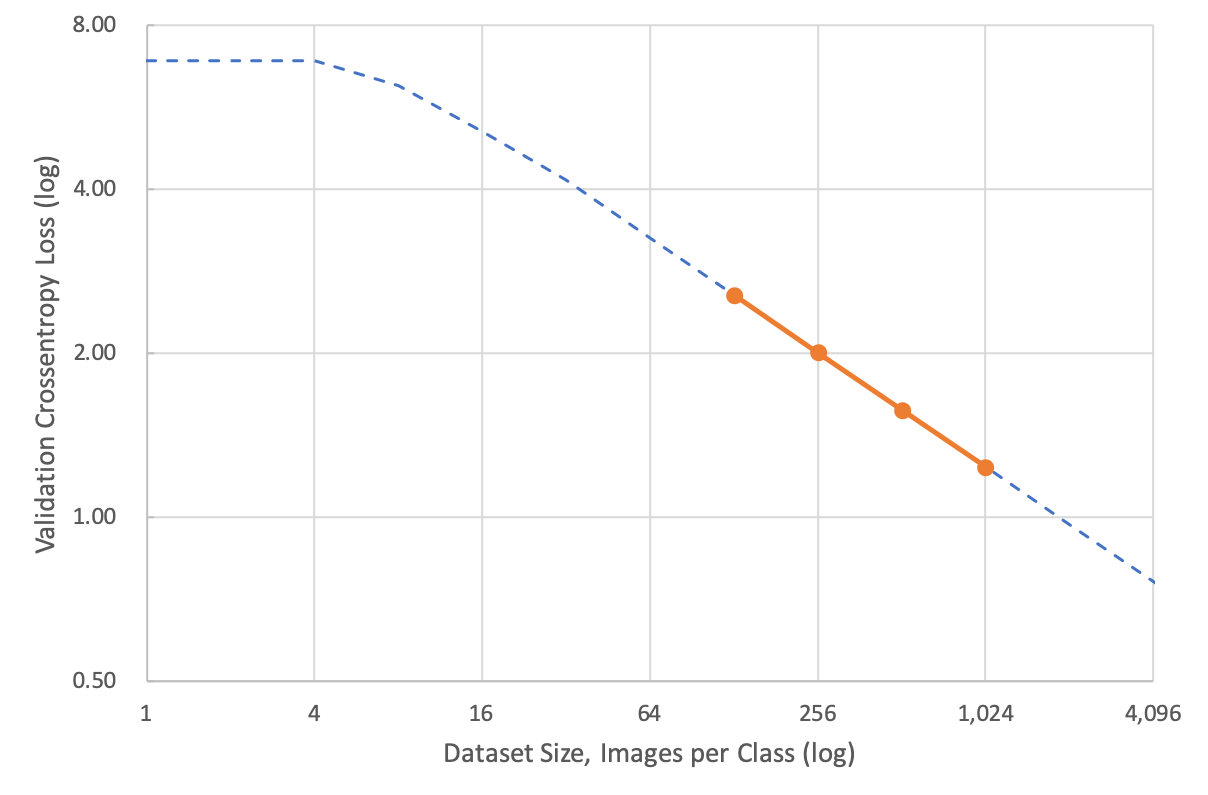 8.00
4.00
2.00
1.00
0.50
Validation Crossentropy Loss (log)
1 4 16 64 256 1,024 4,096
Dataset Size, Images per Class (log)